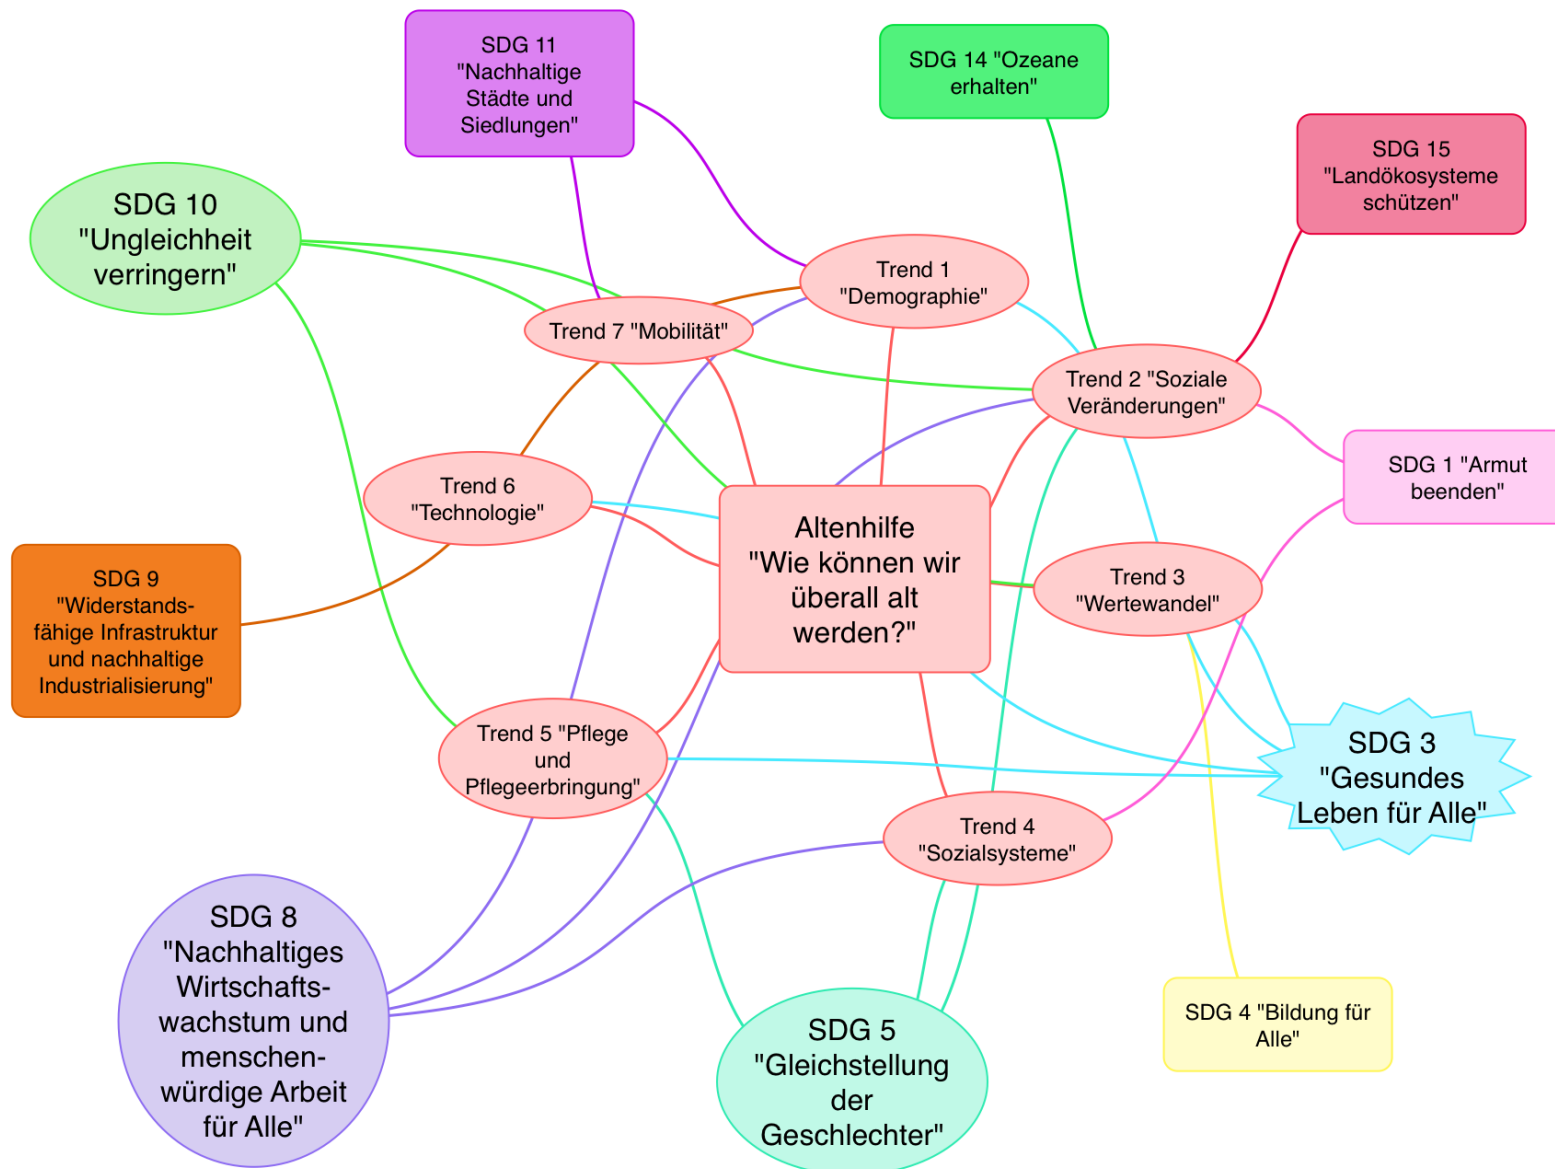 SDG 11
"Nachhaltige
Städte und
Siedlungen"
SDG 14 "Ozeane
erhalten"
SDG 15
"Landökosysteme
schützen"
SDG 10
"Ungleichheit
verringern"
Trend 1
"Demographie"
Trend 7 "Mobilität"
Trend 2 "Soziale
Veränderungen"
SDG 1 "Armut
beenden"
Trend 6
"Technologie"
Altenhilfe
"Wie können wir
überall alt
werden?"
Trend 3
"Wertewandel"
SDG 9
"Widerstands-
fähige Infrastruktur
und nachhaltige
Industrialisierung"
Trend 5 "Pflege
und
Pflegeerbringung"
SDG 3
"Gesundes
Leben für Alle"
Trend 4
"Sozialsysteme"
SDG 8
"Nachhaltiges
Wirtschafts-
wachstum und
menschen-
würdige Arbeit
für Alle"
SDG 5
"Gleichstellung
der
Geschlechter"
SDG 4 "Bildung für
Alle"